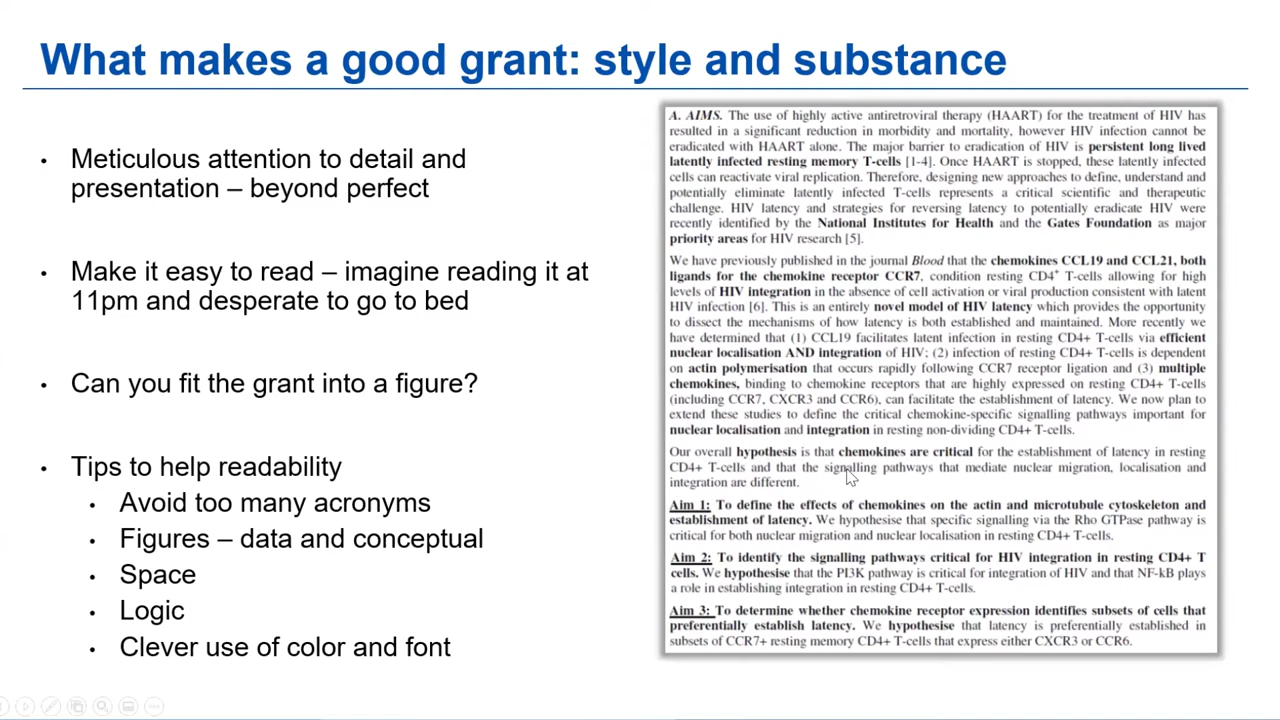 What makes a good grant: style and substance
• Meticulous attention to detail and
presentation – beyond perfect
• Make it easy to read – imagine reading it at
11pm and desperate to go to bed
• Can you fit the grant into a figure?
• Tips to help readability
• Avoid too many acronyms
• Figures – data and conceptual
• Space
• Logic
• Clever use of color and font
A. AIMS. The use of highly active antiretroviral therapy (HAART) for the treatment of HIV has
resulted in a significant reduction in morbidity and mortality, however HIV infection cannot be
eradicated with HAART alone. The major barrier to eradication of HIV is persistent long lived
latently infected resting memory T-cells [1-4]. Once HAART is stopped, these latently infected
cells can reactivate viral replication. Therefore, designing new approaches to define, understand and
potentially eliminate latently infected T-cells represents a critical scientific and therapeutic
challenge. HIV latency and strategies for reversing latency to potentially eradicate HIV were
recently identified by the National Institutes for Health and the Gates Foundation as major
priority areas for HIV research [5].
We have previously published in the journal Blood that the chemokines CCL19 and CCL21, both
ligands for the chemokine receptor CCR7, condition resting CD4⁺ T-cells allowing for high
levels of HIV integration in the absence of cell activation or viral production consistent with latent
HIV infection [6]. This is an entirely novel model of HIV latency which provides the opportunity
to dissect the mechanisms of how latency is both established and maintained. More recently we
have determined that (1) CCL19 facilitates latent infection in resting CD4+ T-cells via efficient
nuclear localisation AND integration of HIV; (2) infection of resting CD4+ T-cells is dependent
on actin polymerisation that occurs rapidly following CCR7 receptor ligation and (3) multiple
chemokines, binding to chemokine receptors that are highly expressed on resting CD4+ T-cells
(including CCR7, CXCR3 and CCR6), can facilitate the establishment of latency. We now plan to
extend these studies to define the critical chemokine-specific signalling pathways important for
nuclear localisation and integration in resting non-dividing CD4+ T-cells.
Our overall hypothesis is that chemokines are critical for the establishment of latency in resting
CD4+ T-cells and that the signalling pathways that mediate nuclear migration, localisation and
integration are different.
Aim 1: To define the effects of chemokines on the actin and microtubule cytoskeleton and
establishment of latency. We hypothesise that specific signalling via the Rho GTPase pathway is
critical for both nuclear migration and nuclear localisation in resting CD4+ T-cells.
Aim 2: To identify the signalling pathways critical for HIV integration in resting CD4+ T
cells. We hypothesise that the PI3K pathway is critical for integration of HIV and that NF-kB plays
a role in establishing integration in resting CD4+ T-cells.
Aim 3: To determine whether chemokine receptor expression identifies subsets of cells that
preferentially establish latency. We hypothesise that latency is preferentially established in
subsets of CCR7+ resting memory CD4+ T-cells that express either CXCR3 or CCR6.